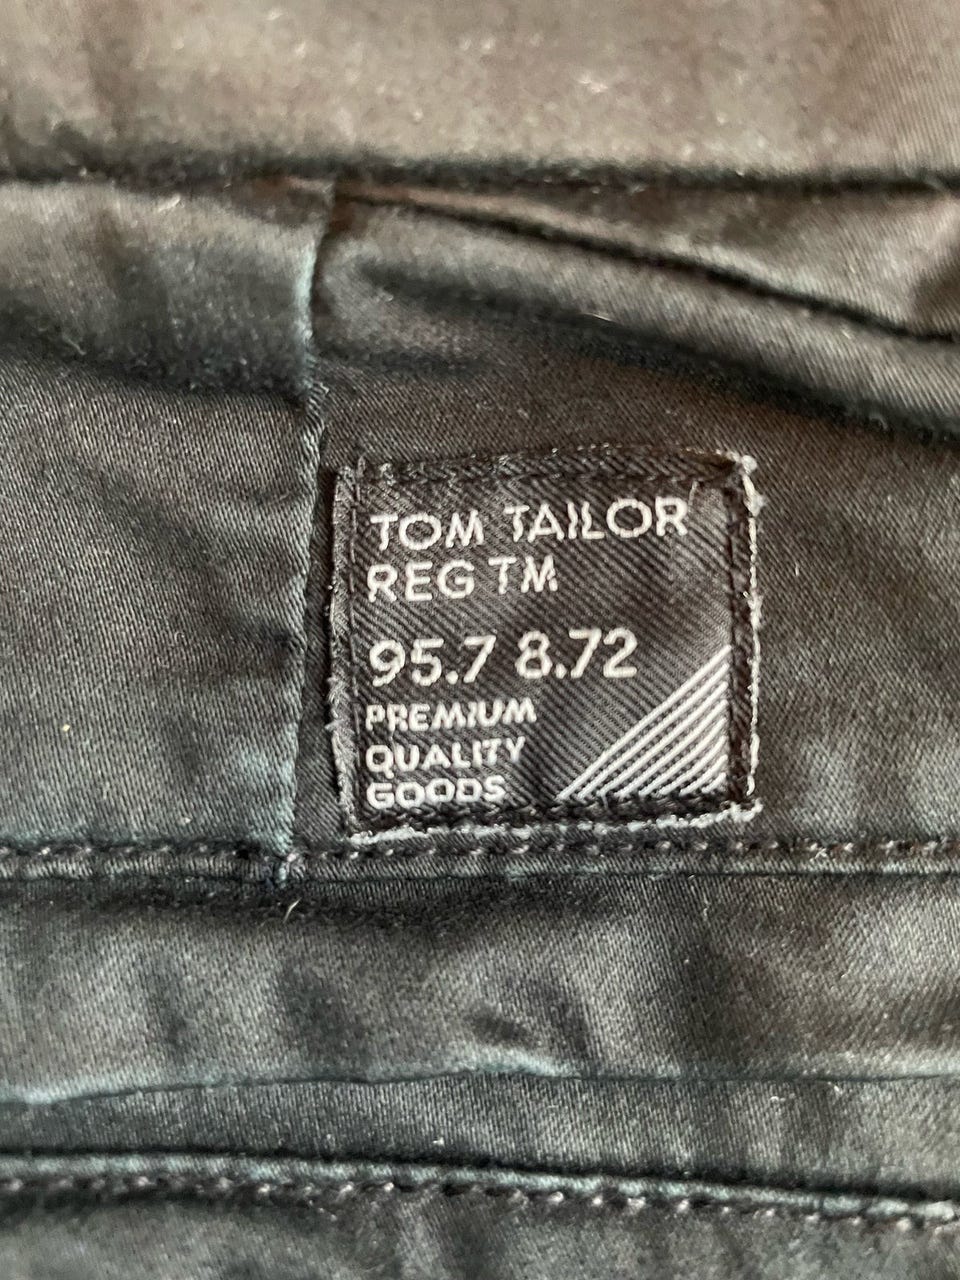 TOM TAILOR
REG TM
95.7 8.72
PREMIUM
QUALITY
GOODS